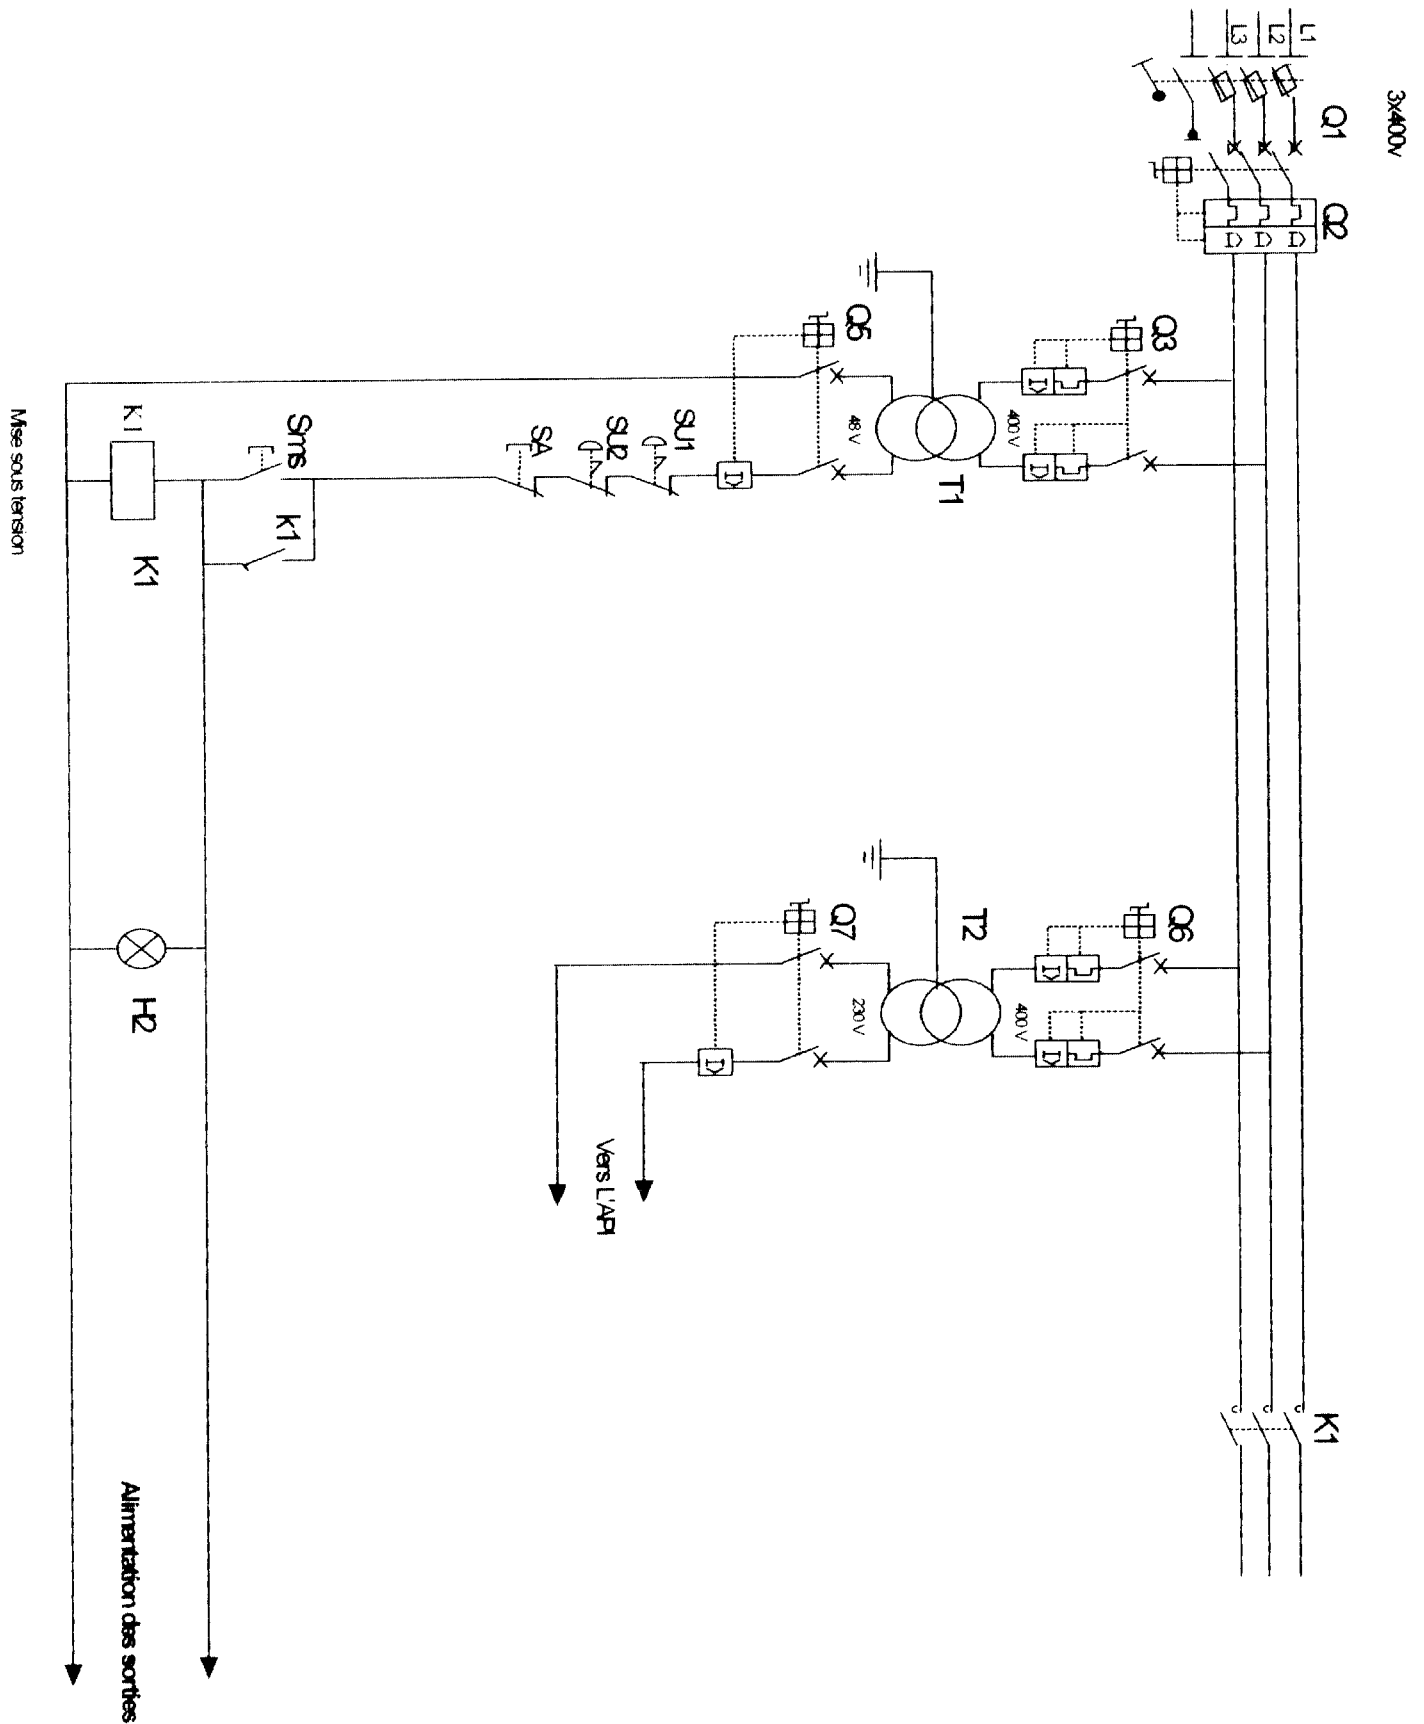 3x400v
L1
L2
L3
Q1
Q2
Q3
400 V
T1
Q5
48 V
SU1
SU2
SA
Sms
k1
K1
K1
Mise sous tension
Q6
400 V
T2
Q7
230 V
Vers L'API
H2
K1
Alimentation des sorties